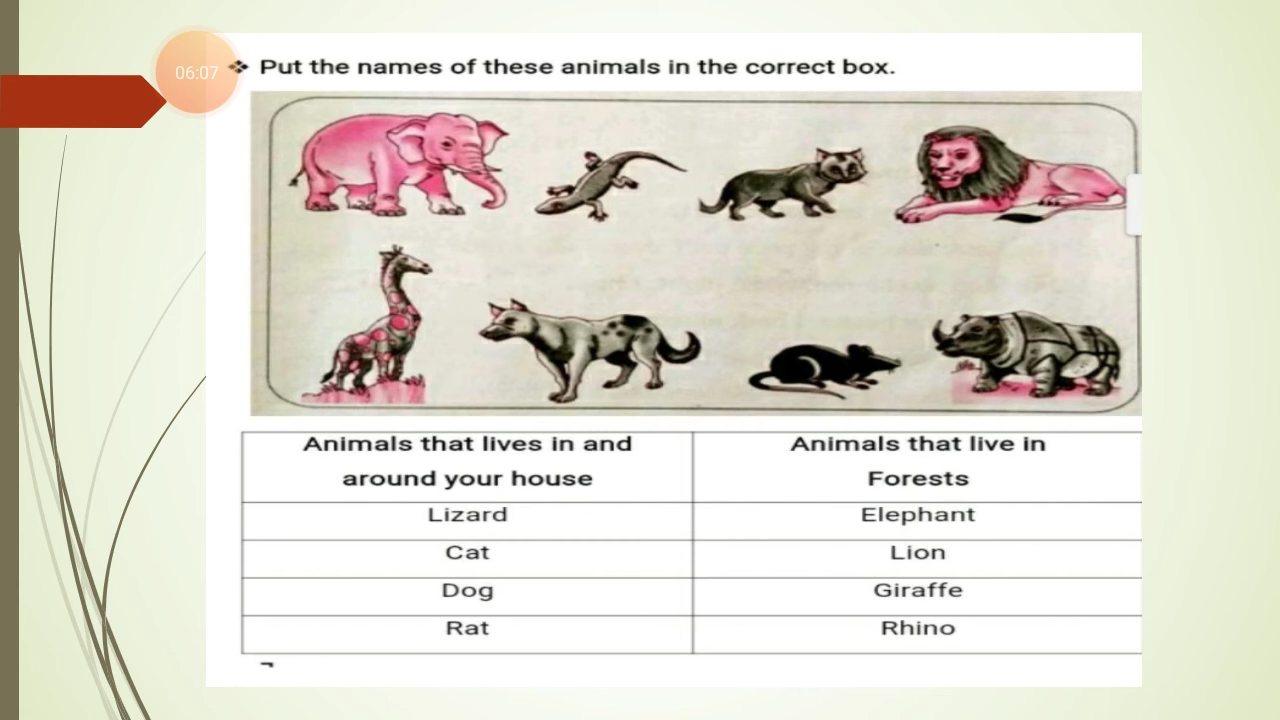 06:07
❖ Put the names of these animals in the correct box.
Animals that lives in and around your house | Animals that live in Forests
Lizard | Elephant
Cat | Lion
Dog | Giraffe
Rat | Rhino